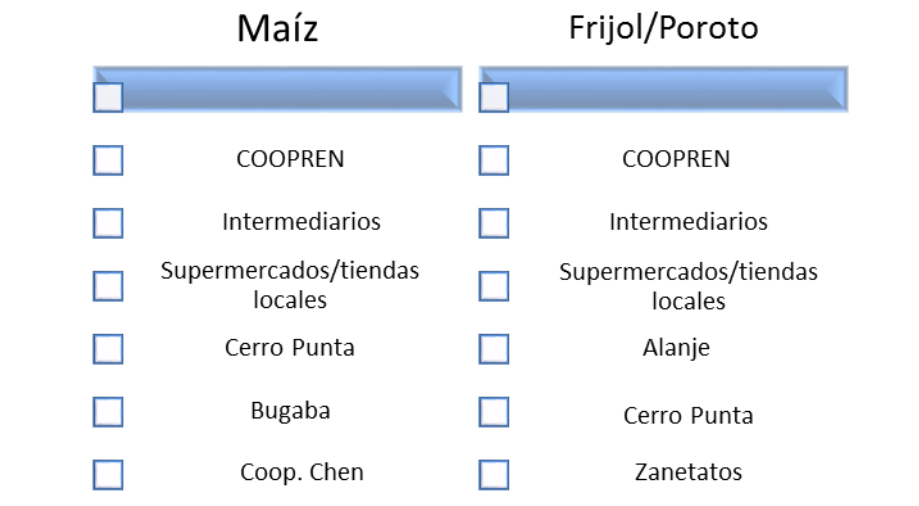 Maíz
Frijol/Poroto
COOPREN
COOPREN
Intermediarios
Intermediarios
Supermercados/tiendas
locales
Supermercados/tiendas
locales
Cerro Punta
Alanje
Bugaba
Cerro Punta
Coop. Chen
Zanetatos